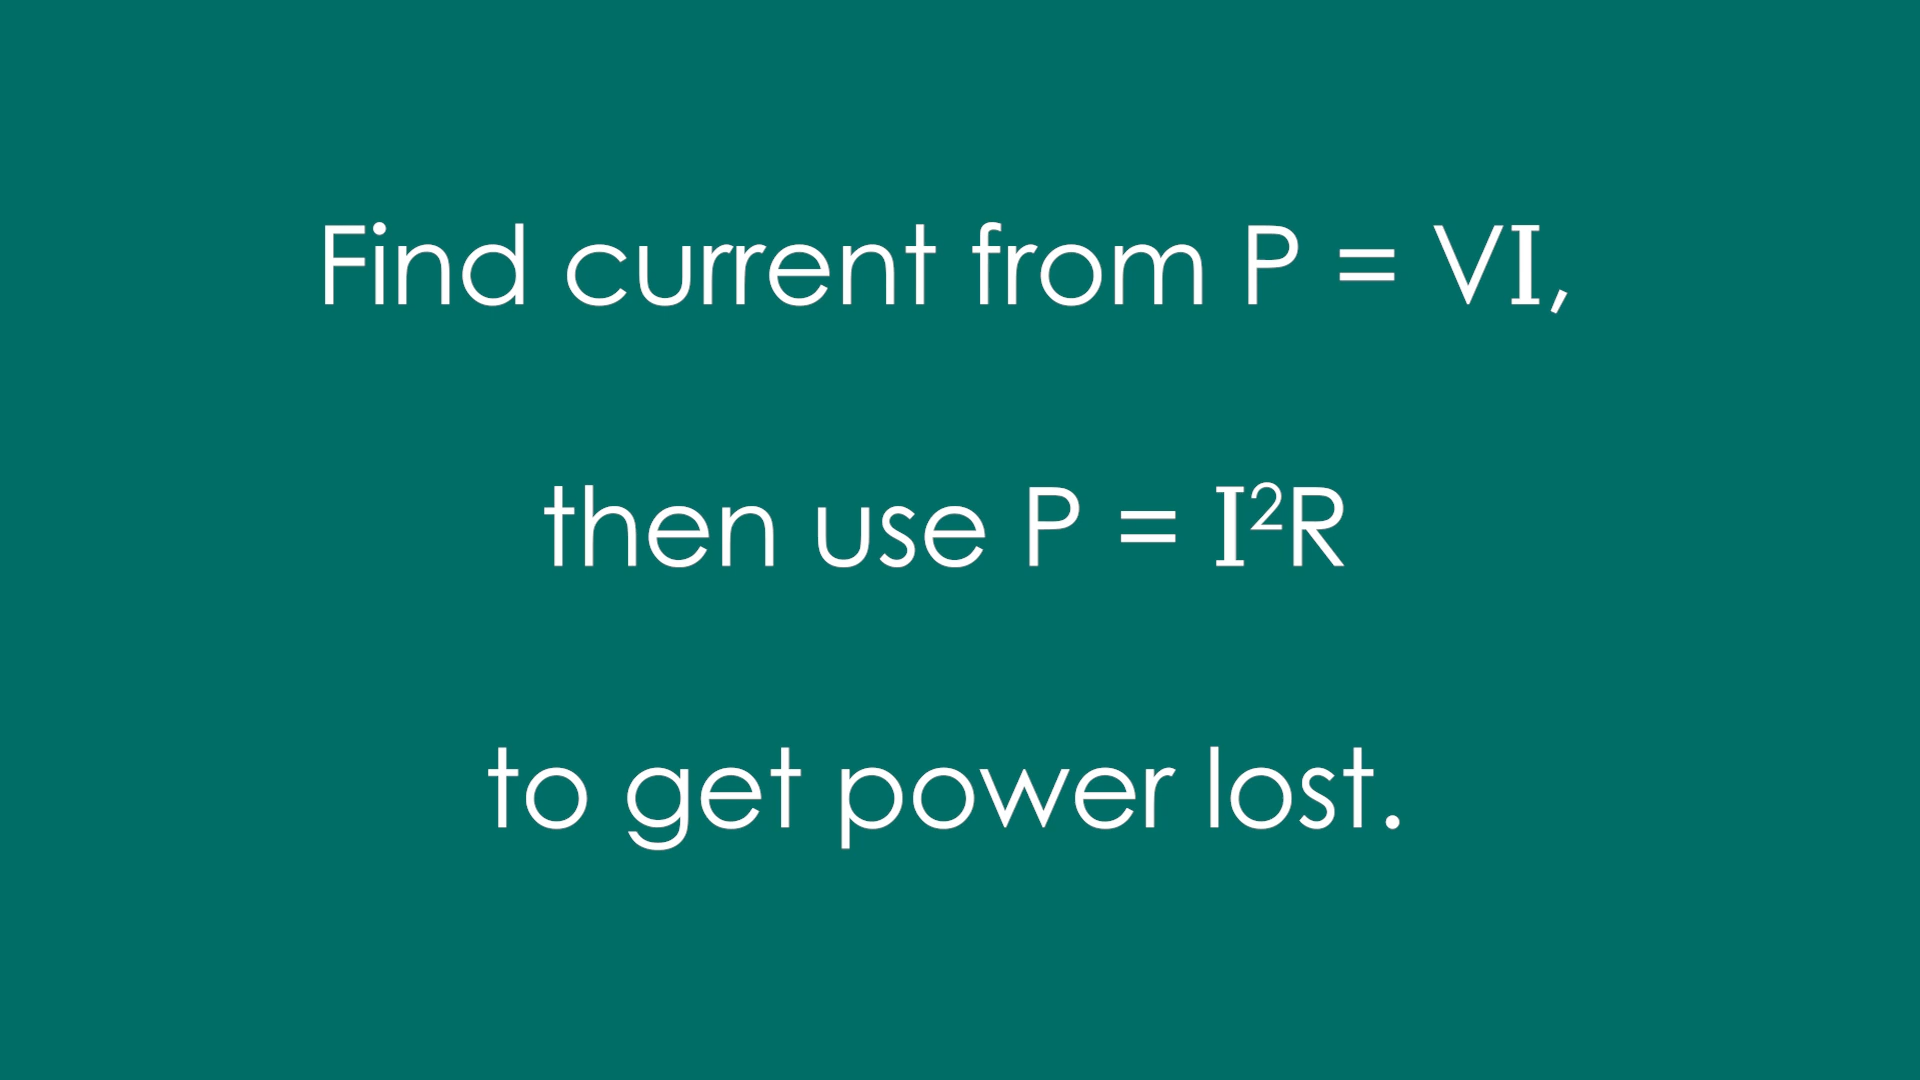 Find current from P = VI,
then use P = I²R
to get power lost.